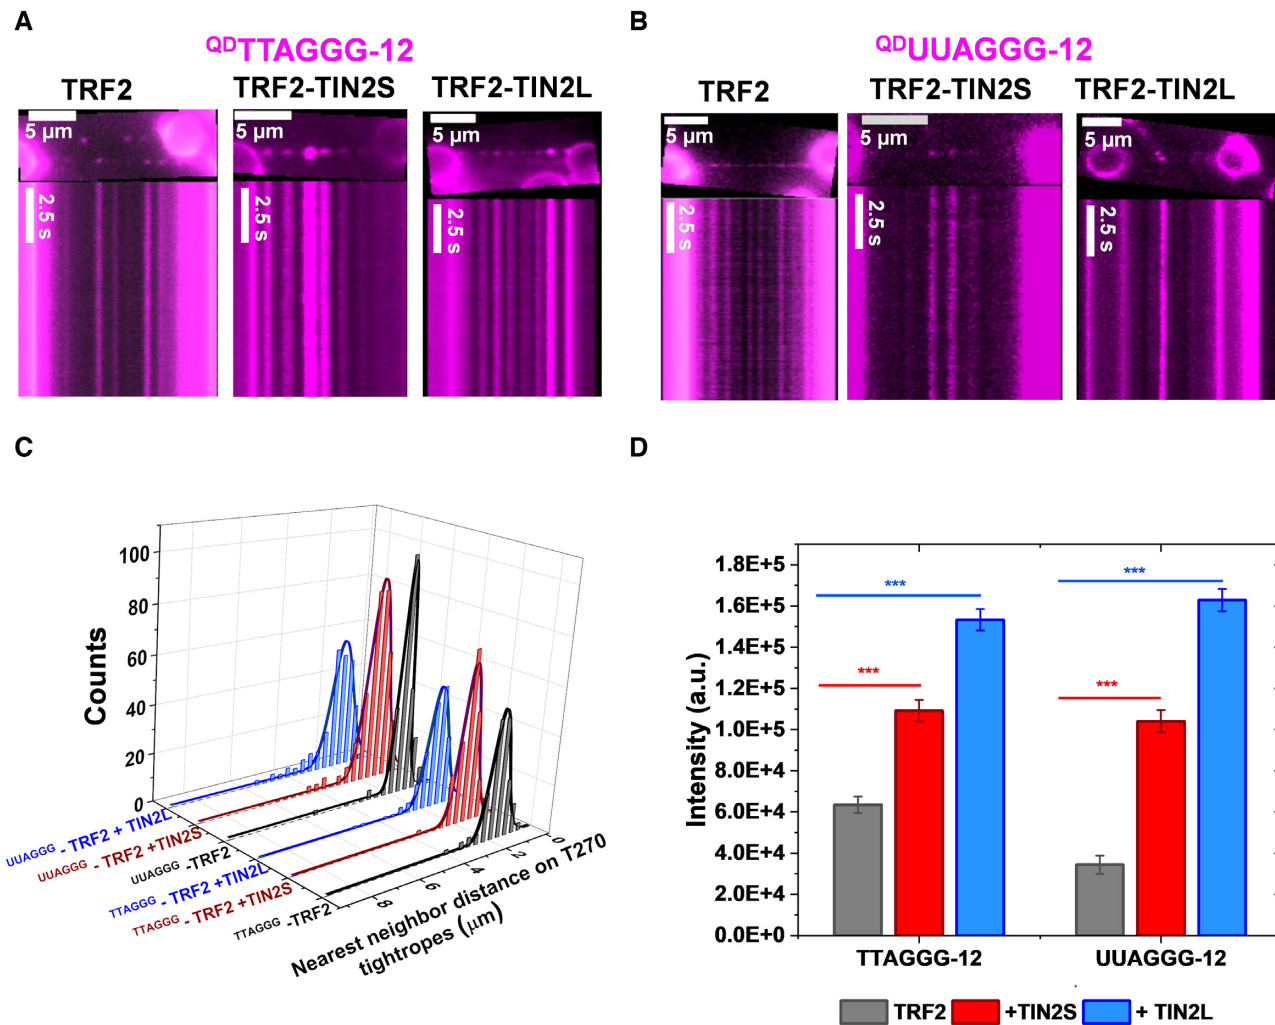 A
QDTTAGGG-12
TRF2
TRF2-TIN2S
TRF2-TIN2L
5 µm
5 µm
5 µm
2.5 s
2.5 s
2.5 s
B
QDUUAGGG-12
TRF2
TRF2-TIN2S
TRF2-TIN2L
5 µm
5 µm
5 µm
2.5 s
2.5 s
2.5 s
C
Counts
100
80
60
40
20
0
UUAGGG - TRF2 + TIN2L
UUAGGG - TRF2 +TIN2S
UUAGGG -TRF2
TTAGGG - TRF2 +TIN2L
TTAGGG - TRF2 +TIN2S
TTAGGG -TRF2
8
6
4
2
0
Nearest neighbor distance on T270
tightropes (µm)
D
Intensity (a.u.)
1.8E+5
1.6E+5
1.4E+5
1.2E+5
1.0E+5
8.0E+4
6.0E+4
4.0E+4
2.0E+4
0.0E+0
***
***
***
***
TTAGGG-12
UUAGGG-12
TRF2
+TIN2S
+ TIN2L